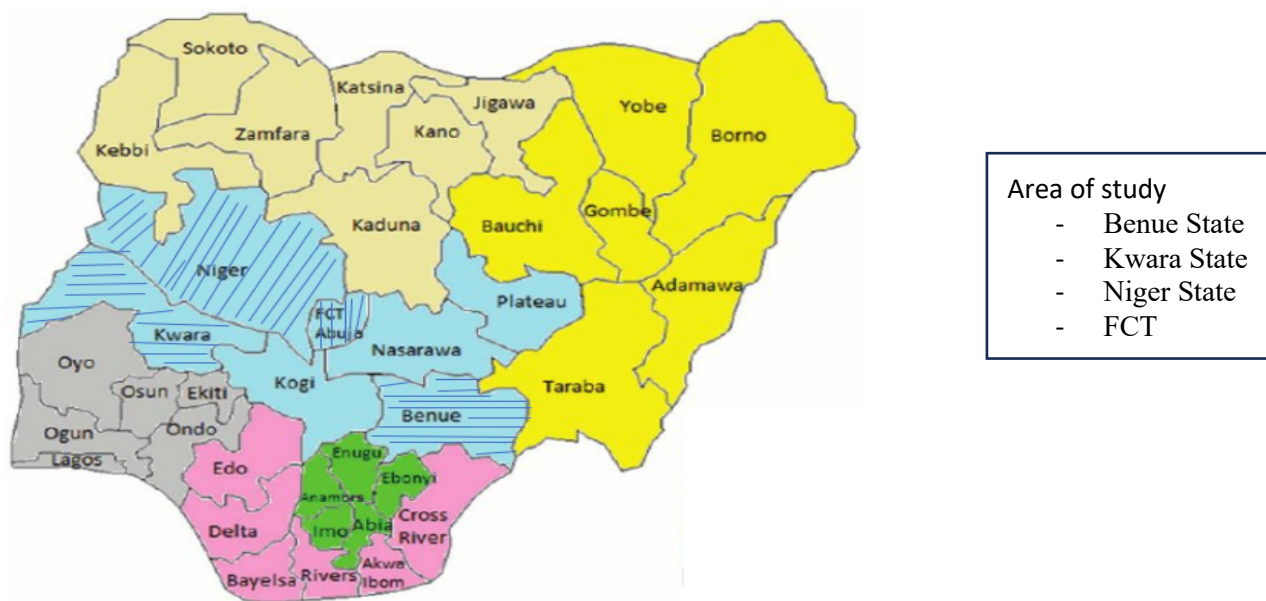 Sokoto
Katsina
Jigawa
Yobe
Borno
Kano
Zamfara
Kebbi
Kaduna
Bauchi
Gombe
Adamawa
Niger
Plateau
FCT
Abuja
Kwara
Nasarawa
Oyo
Kogi
Taraba
Osun
Ekiti
Benue
Ogun
Ondo
Lagos
Edo
Enugu
Ebonyi
Anambra
Cross
River
Delta
Imo
Abia
Akwa
Ibom
Bayelsa
Rivers
Area of study
- Benue State
- Kwara State
- Niger State
- FCT